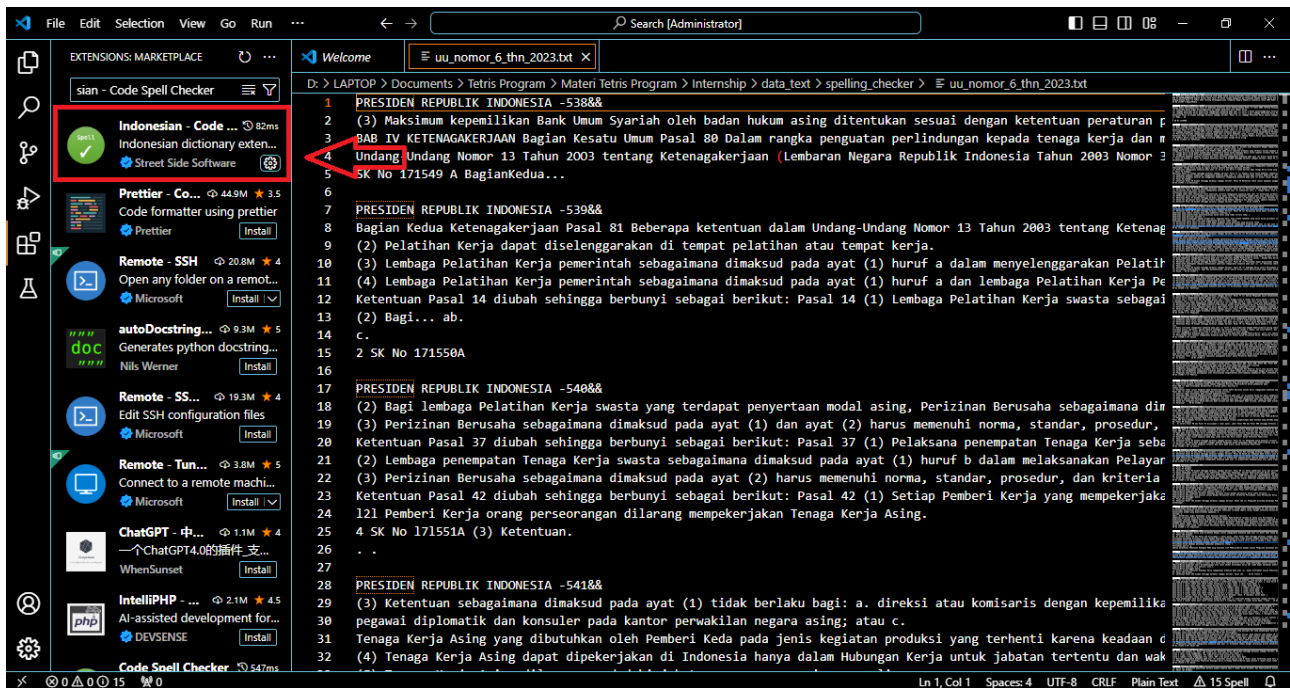 File Edit Selection View Go Run ···
Search [Administrator]
EXTENSIONS: MARKETPLACE
sian - Code Spell Checker
Indonesian - Code ... 82ms
Indonesian dictionary exten...
Street Side Software
Prettier - Co... 44.9M ★ 3.5
Code formatter using prettier
Prettier Install
Remote - SSH 20.8M ★ 4
Open any folder on a remot...
Microsoft Install
autoDocstring... 9.3M ★ 5
Generates python docstring...
Nils Werner Install
Remote - SS... 19.3M ★ 4
Edit SSH configuration files
Microsoft Install
Remote - Tun... 3.8M ★ 5
Connect to a remote machi...
Microsoft Install
ChatGPT - 中... 1.1M ★ 4
一个ChatGPT4.0的插件_支...
WhenSunset Install
IntelliPHP - ... 2.1M ★ 4.5
AI-assisted development for...
DEVSENSE Install
Code Spell Checker 547ms
Spell
""" doc """
php
Welcome
uu_nomor_6_thn_2023.txt
D: > LAPTOP > Documents > Tetris Program > Materi Tetris Program > Internship > data_text > spelling_checker > uu_nomor_6_thn_2023.txt
1 PRESIDEN REPUBLIK INDONESIA -538&&
2 (3) Maksimum kepemilikan Bank Umum Syariah oleh badan hukum asing ditentukan sesuai dengan ketentuan peraturan p
3 BAB IV KETENAGAKERJAAN Bagian Kesatu Umum Pasal 80 Dalam rangka penguatan perlindungan kepada tenaga kerja dan m
4 Undang-Undang Nomor 13 Tahun 2OO3 tentang Ketenagakerjaan (Lembaran Negara Republik Indonesia Tahun 2003 Nomor 3
5 SK No 171549 A BagianKedua...
6
7 PRESIDEN REPUBLIK INDONESIA -539&&
8 Bagian Kedua Ketenagakerjaan Pasal 81 Beberapa ketentuan dalam Undang-Undang Nomor 13 Tahun 2003 tentang Ketenag
9 (2) Pelatihan Kerja dapat diselenggarakan di tempat pelatihan atau tempat kerja.
10 (3) Lembaga Pelatihan Kerja pemerintah sebagaimana dimaksud pada ayat (1) huruf a dalam menyelenggarakan Pelatih
11 (4) Lembaga Pelatihan Kerja pemerintah sebagaimana dimaksud pada ayat (1) huruf a dan lembaga Pelatihan Kerja Pe
12 Ketentuan Pasal 14 diubah sehingga berbunyi sebagai berikut: Pasal 14 (1) Lembaga Pelatihan Kerja swasta sebagai
13 (2) Bagi... ab.
14 c.
15 2 SK No 171550A
16
17 PRESIDEN REPUBLIK INDONESIA -540&&
18 (2) Bagi lembaga Pelatihan Kerja swasta yang terdapat penyertaan modal asing, Perizinan Berusaha sebagaimana dim
19 (3) Perizinan Berusaha sebagaimana dimaksud pada ayat (1) dan ayat (2) harus memenuhi norma, standar, prosedur,
20 Ketentuan Pasal 37 diubah sehingga berbunyi sebagai berikut: Pasal 37 (1) Pelaksana penempatan Tenaga Kerja seba
21 (2) Lembaga penempatan Tenaga Kerja swasta sebagaimana dimaksud pada ayat (1) huruf b dalam melaksanakan Pelayan
22 (3) Perizinan Berusaha sebagaimana dimaksud pada ayat (2) harus memenuhi norma, standar, prosedur, dan kriteria
23 Ketentuan Pasal 42 diubah sehingga berbunyi sebagai berikut: Pasal 42 (1) Setiap Pemberi Kerja yang mempekerjaka
24 l2l Pemberi Kerja orang perseorangan dilarang mempekerjakan Tenaga Kerja Asing.
25 4 SK No l7l551A (3) Ketentuan.
26 . .
27
28 PRESIDEN REPUBLIK INDONESIA -541&&
29 (3) Ketentuan sebagaimana dimaksud pada ayat (1) tidak berlaku bagi: a. direksi atau komisaris dengan kepemilika
30 pegawai diplomatik dan konsuler pada kantor perwakilan negara asing; atau c.
31 Tenaga Kerja Asing yang dibutuhkan oleh Pemberi Keda pada jenis kegiatan produksi yang terhenti karena keadaan d
32 (4) Tenaga Kerja Asing dapat dipekerjakan di Indonesia hanya dalam Hubungan Kerja untuk jabatan tertentu dan wak
0 0 15 0
Ln 1, Col 1 Spaces: 4 UTF-8 CRLF Plain Text 15 Spell